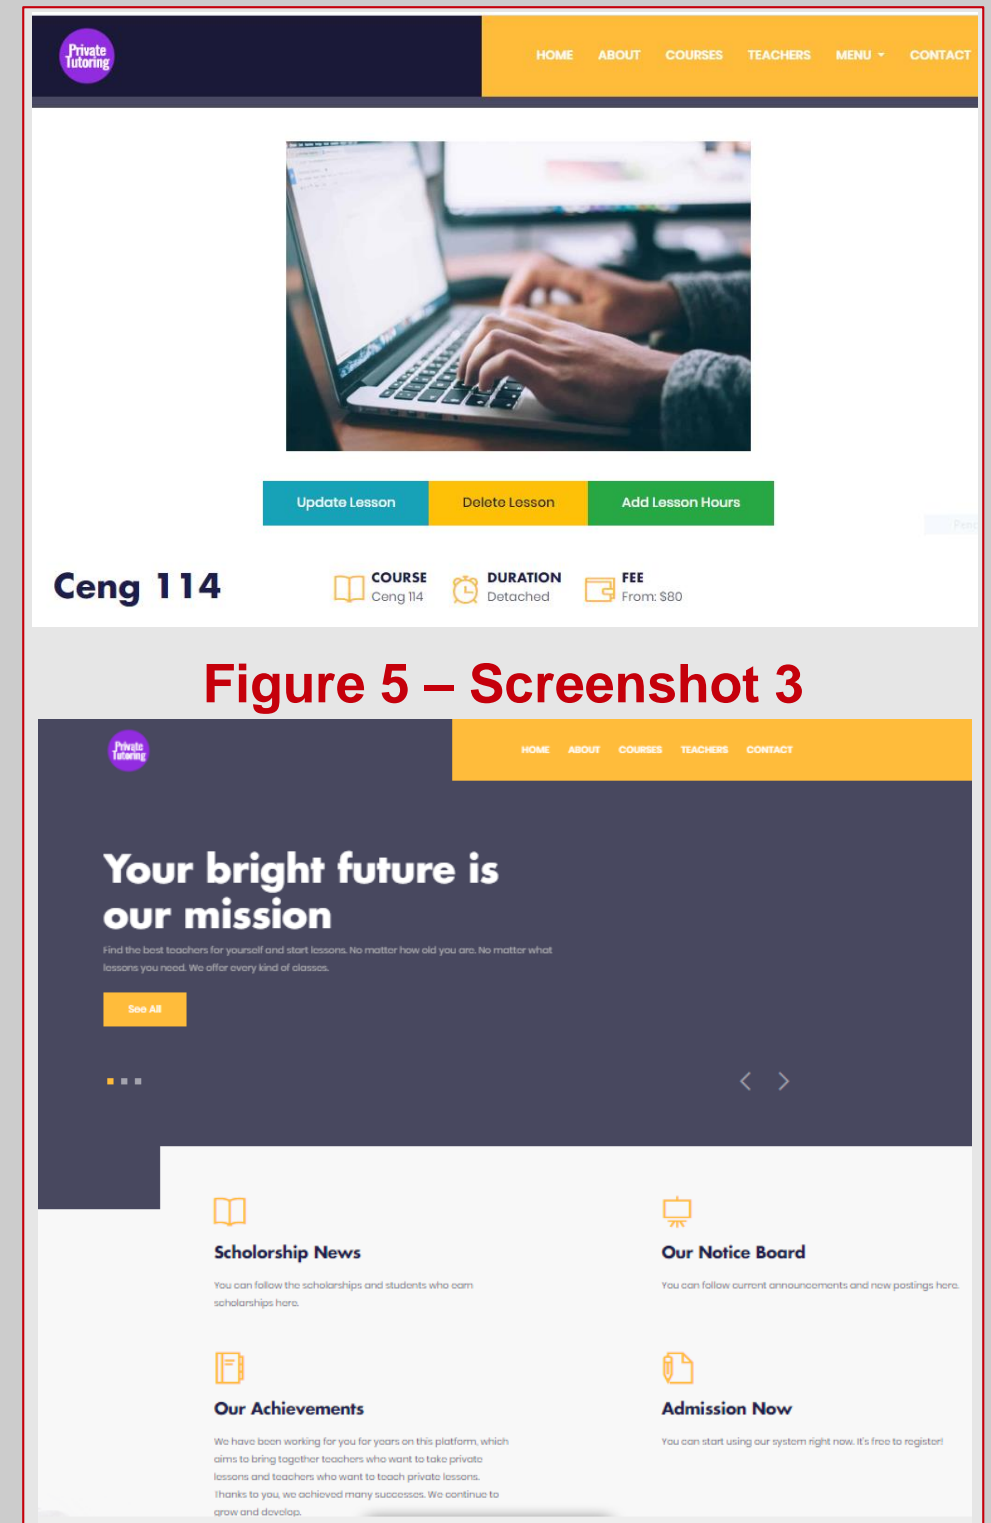 Private
Tutoring
HOME ABOUT COURSES TEACHERS MENU CONTACT
Update Lesson Delete Lesson Add Lesson Hours
Ceng 114
COURSE
Ceng 114
DURATION
Detached
FEE
From: $80
Figure 5 – Screenshot 3
Private
Tutoring
HOME ABOUT COURSES TEACHERS CONTACT
Your bright future is
our mission
Find the best teachers for yourself and start lessons. No matter how old you are. No matter what
lessons you need. We offer every kind of classes.
See All
Scholorship News
You can follow the scholarships and students who earn
scholarships here.
Our Notice Board
You can follow current announcements and new postings here.
Our Achievements
We have been working for you for years on this platform, which
aims to bring together teachers who want to take private
lessons and teachers who want to teach private lessons.
Thanks to you, we achieved many successes. We continue to
grow and develop.
Admission Now
You can start using our system right now. It's free to register!